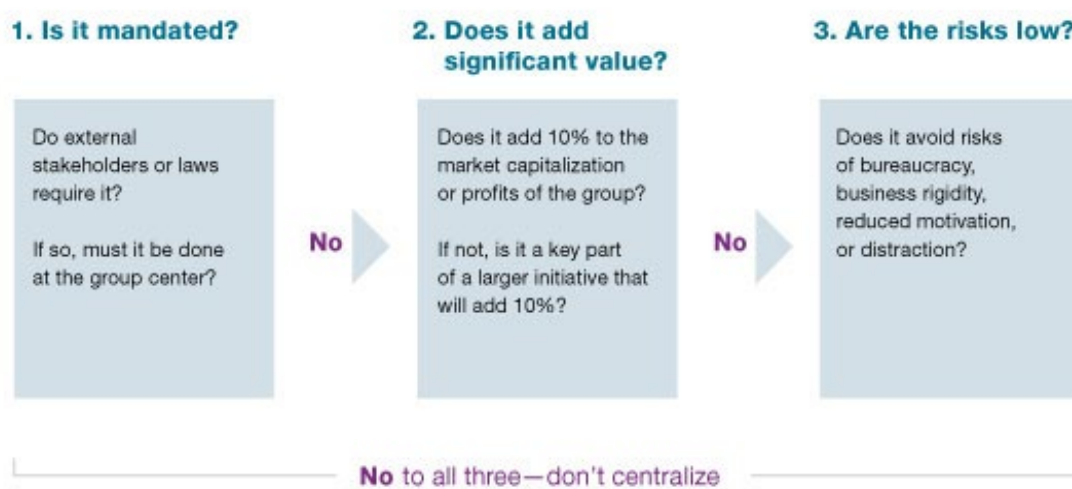 1. Is it mandated?
Do external
stakeholders or laws
require it?
If so, must it be done
at the group center?
No
2. Does it add
significant value?
Does it add 10% to the
market capitalization
or profits of the group?
If not, is it a key part
of a larger initiative that
will add 10%?
No
3. Are the risks low?
Does it avoid risks
of bureaucracy,
business rigidity,
reduced motivation,
or distraction?
No to all three—don't centralize